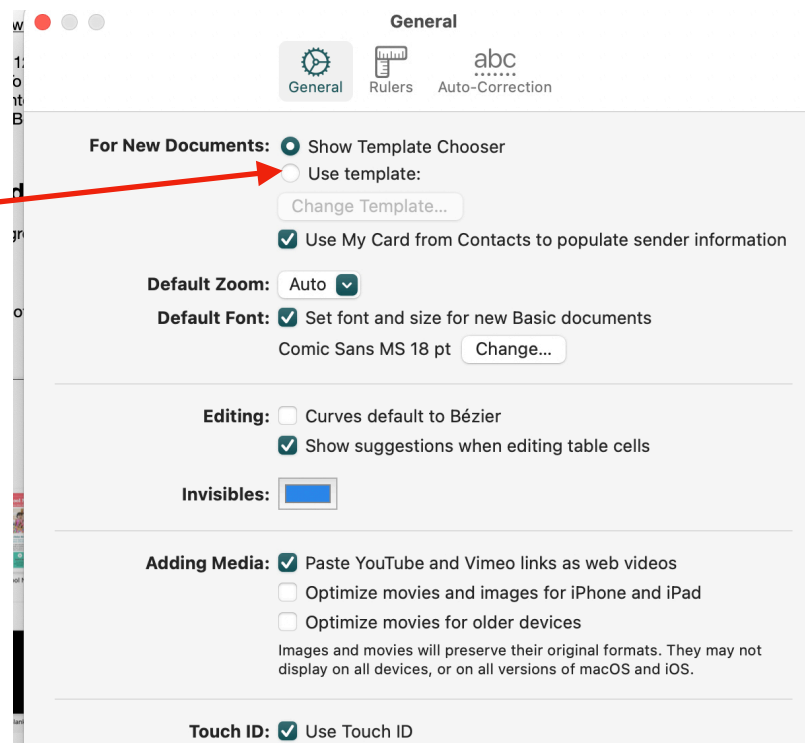 General
General
Rulers
abc
Auto-Correction
For New Documents: Show Template Chooser
Use template:
Change Template...
Use My Card from Contacts to populate sender information
Default Zoom: Auto
Default Font: Set font and size for new Basic documents
Comic Sans MS 18 pt Change...
Editing: Curves default to Bézier
Show suggestions when editing table cells
Invisibles:
Adding Media: Paste YouTube and Vimeo links as web videos
Optimize movies and images for iPhone and iPad
Optimize movies for older devices
Images and movies will preserve their original formats. They may not
display on all devices, or on all versions of macOS and iOS.
Touch ID: Use Touch ID